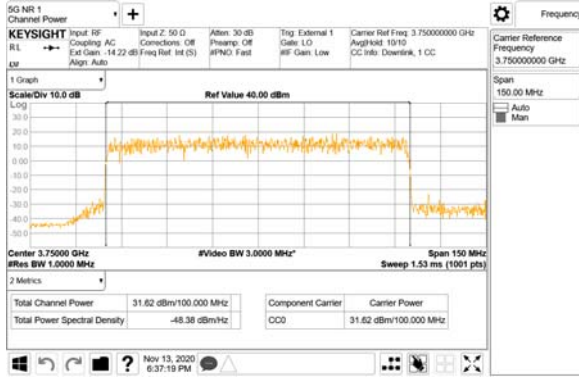 5G NR 1
Channel Power
Frequency
KEYSIGHT
Input: RF
Coupling: AC
Ext Gain: -14.22 dB
Align: Auto
Input Z: 50 Ω
Corrections: Off
Freq Ref: Int (S)
Atten: 30 dB
Preamp: Off
#PNO: Fast
Trig: External 1
Gate: LO
#IF Gain: Low
Carrier Ref Freq: 3.750000000 GHz
Avg|Hold: 10/10
CC Info: Downlink, 1 CC
RL
Carrier Reference
Frequency
3.750000000 GHz
Span
150.00 MHz
Auto
Man
1 Graph
Scale/Div 10.0 dB
Ref Value 40.00 dBm
Log
30.0
20.0
10.0
0.00
-10.0
-20.0
-30.0
-40.0
-50.0
Center 3.75000 GHz
#Video BW 3.0000 MHz*
Span 150 MHz
#Res BW 1.0000 MHz
Sweep 1.53 ms (1001 pts)
2 Metrics
Total Channel Power 31.62 dBm/100.000 MHz
Total Power Spectral Density -48.38 dBm/Hz
Component Carrier Carrier Power
CC0 31.62 dBm/100.000 MHz
Nov 13, 2020
6:37:19 PM